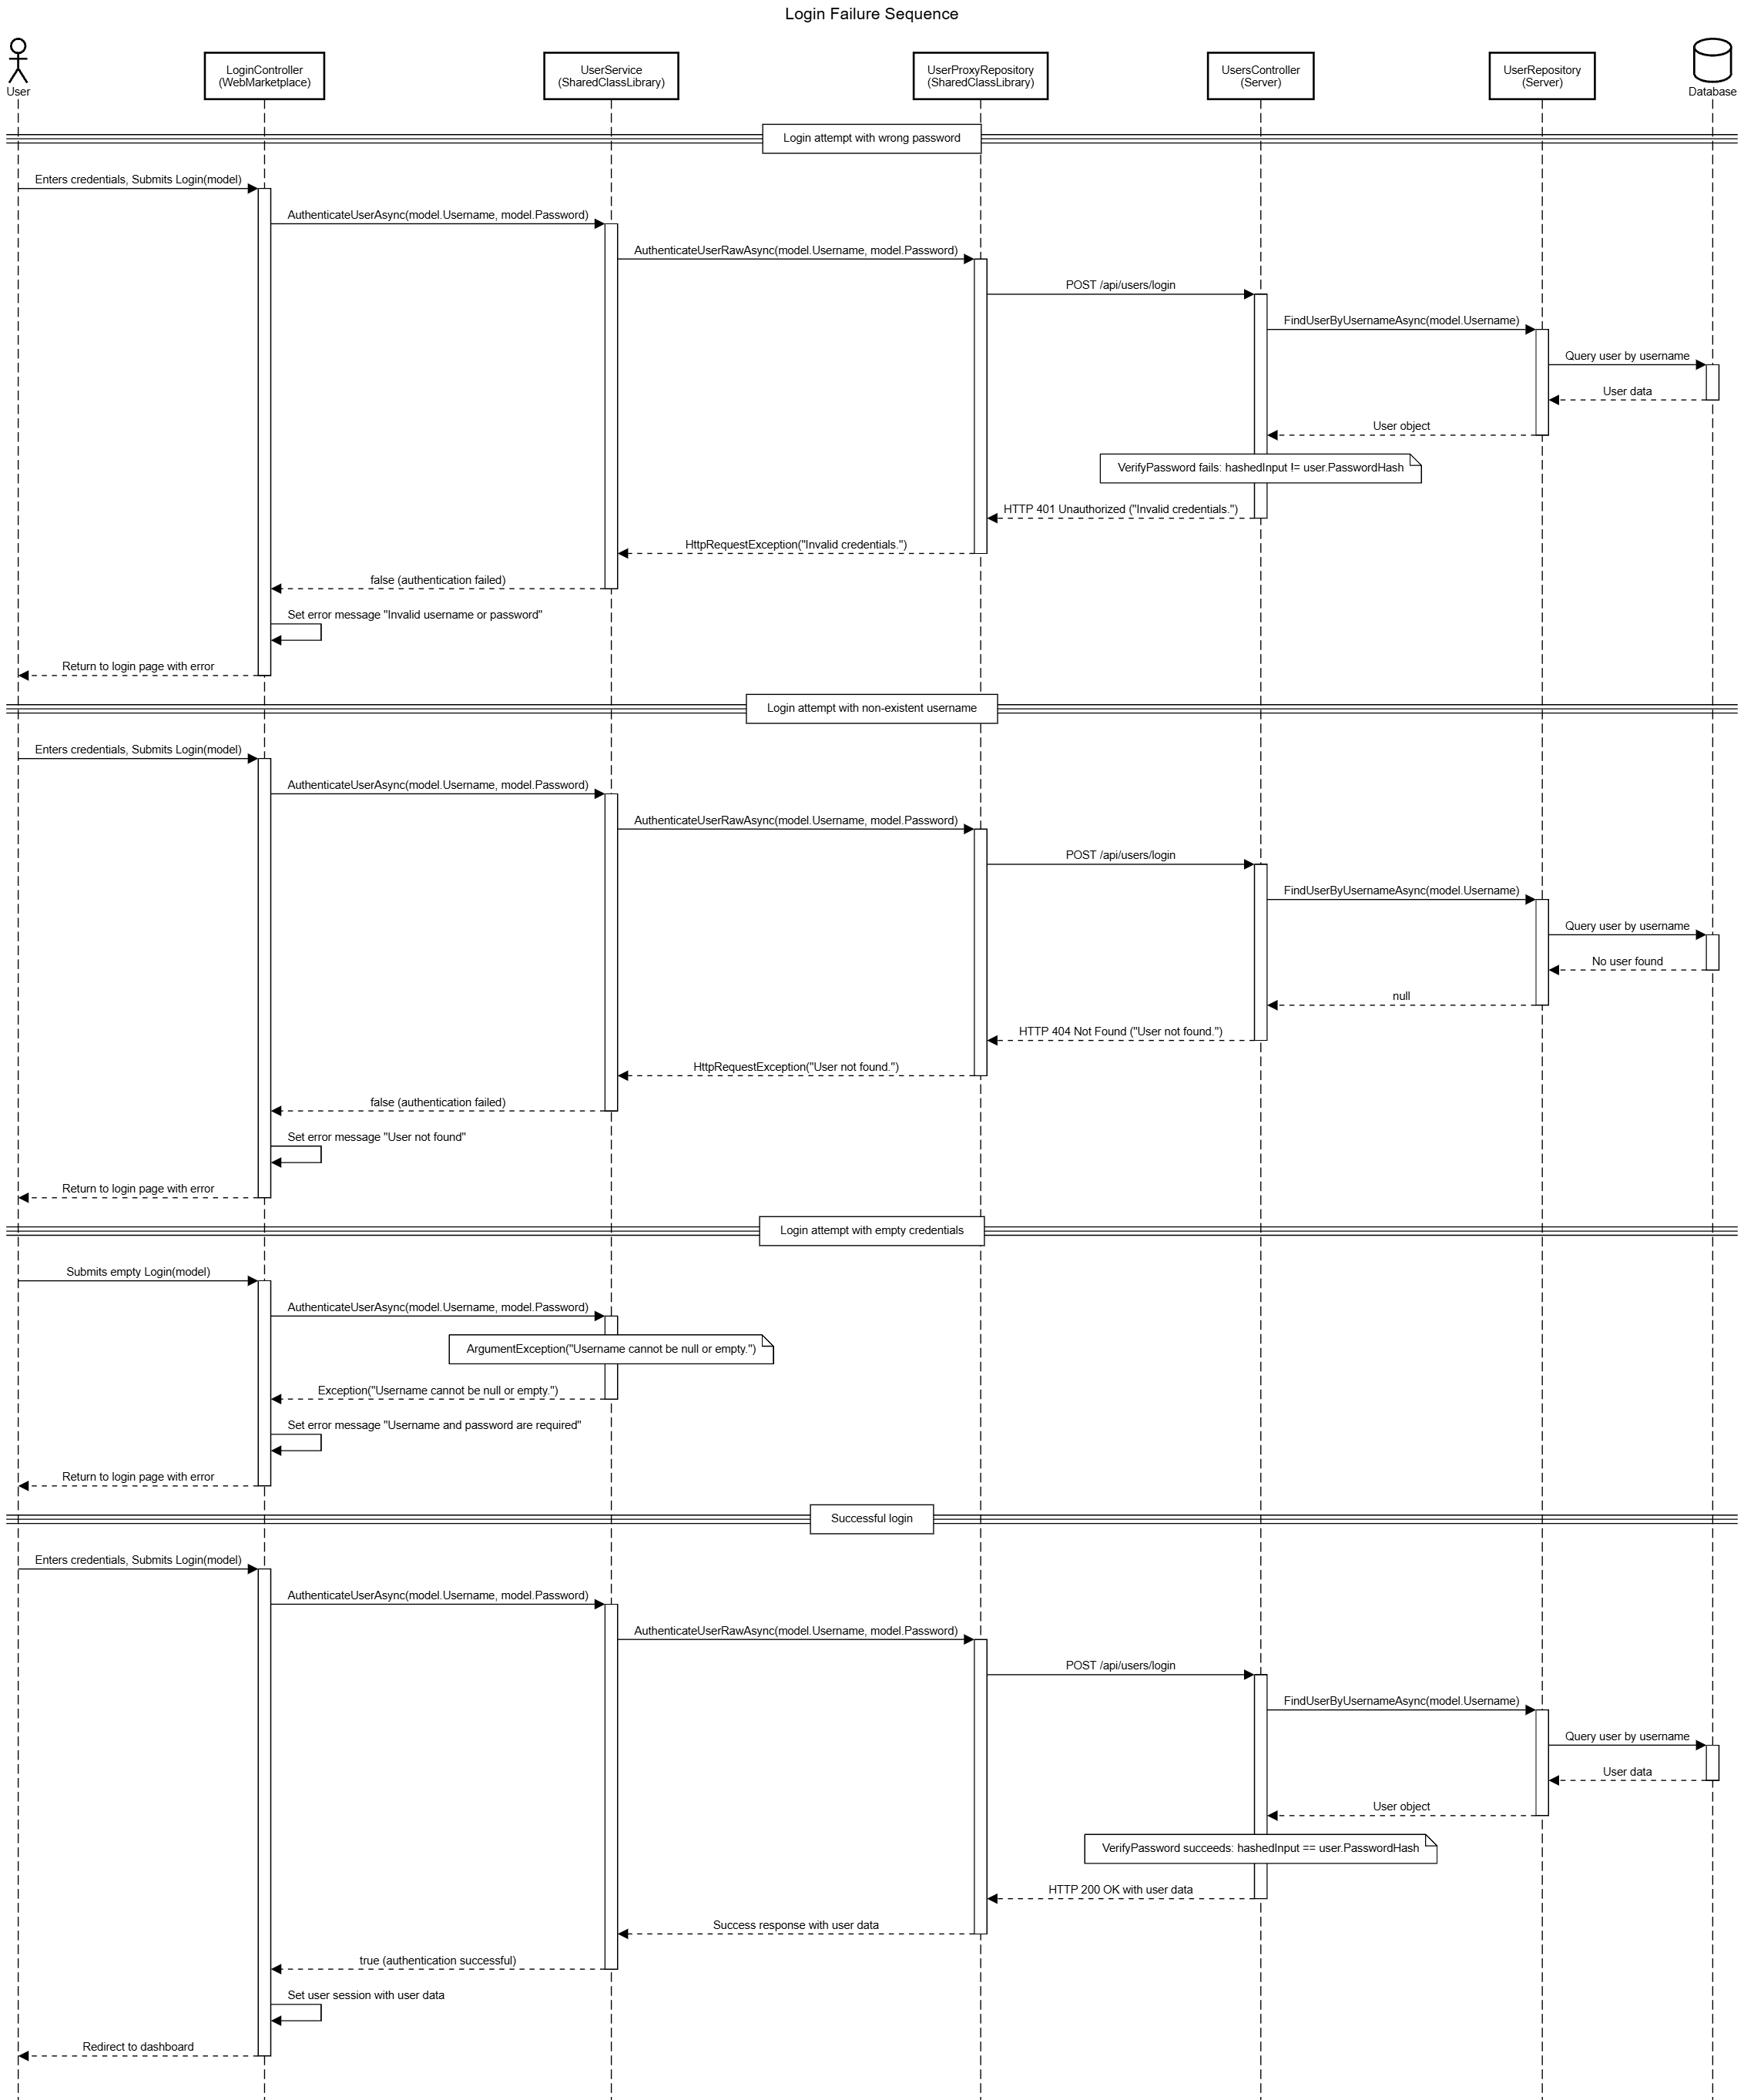 Login Failure Sequence
User
LoginController
(WebMarketplace)
UserService
(SharedClassLibrary)
UserProxyRepository
(SharedClassLibrary)
UsersController
(Server)
UserRepository
(Server)
Database
Login attempt with wrong password
Enters credentials, Submits Login(model)
AuthenticateUserAsync(model.Username, model.Password)
AuthenticateUserRawAsync(model.Username, model.Password)
POST /api/users/login
FindUserByUsernameAsync(model.Username)
Query user by username
User data
User object
VerifyPassword fails: hashedInput != user.PasswordHash
HTTP 401 Unauthorized ("Invalid credentials.")
HttpRequestException("Invalid credentials.")
false (authentication failed)
Set error message "Invalid username or password"
Return to login page with error
Login attempt with non-existent username
Enters credentials, Submits Login(model)
AuthenticateUserAsync(model.Username, model.Password)
AuthenticateUserRawAsync(model.Username, model.Password)
POST /api/users/login
FindUserByUsernameAsync(model.Username)
Query user by username
No user found
null
HTTP 404 Not Found ("User not found.")
HttpRequestException("User not found.")
false (authentication failed)
Set error message "User not found"
Return to login page with error
Login attempt with empty credentials
Submits empty Login(model)
AuthenticateUserAsync(model.Username, model.Password)
ArgumentException("Username cannot be null or empty.")
Exception("Username cannot be null or empty.")
Set error message "Username and password are required"
Return to login page with error
Successful login
Enters credentials, Submits Login(model)
AuthenticateUserAsync(model.Username, model.Password)
AuthenticateUserRawAsync(model.Username, model.Password)
POST /api/users/login
FindUserByUsernameAsync(model.Username)
Query user by username
User data
User object
VerifyPassword succeeds: hashedInput == user.PasswordHash
HTTP 200 OK with user data
Success response with user data
true (authentication successful)
Set user session with user data
Redirect to dashboard